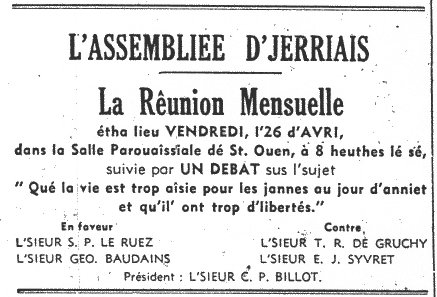 L'ASSEMBLIEE D'JERRIAIS
La Rêunion Mensuelle
étha lieu VENDREDI, l'26 d'AVRI,
dans la Salle Parouaîssiale dé St. Ouen, à 8 heuthes lé sé,
suivie par UN DEBAT sus l'sujet
" Qué la vie est trop aisie pour les jannes au jour d'anniet
et qu'il' ont trop d'libertés."
En faveur Contre
L'SIEUR S. P. LE RUEZ L'SIEUR T. R. DE GRUCHY
L'SIEUR GEO. BAUDAINS L'SIEUR E. J. SYVRET
Président : L'SIEUR C. P. BILLOT.